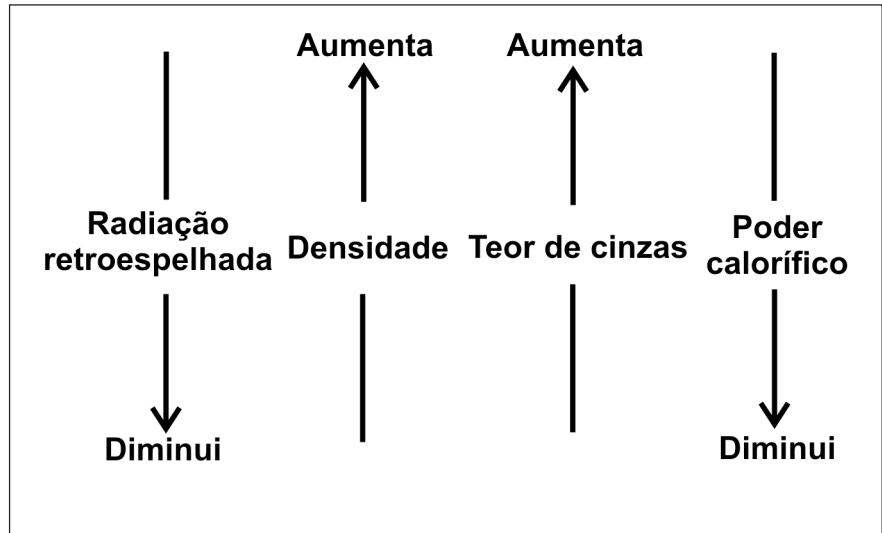 Aumenta
Aumenta
Radiação
retroespelhada
Densidade
Teor de cinzas
Poder
calorífico
Diminui
Diminui